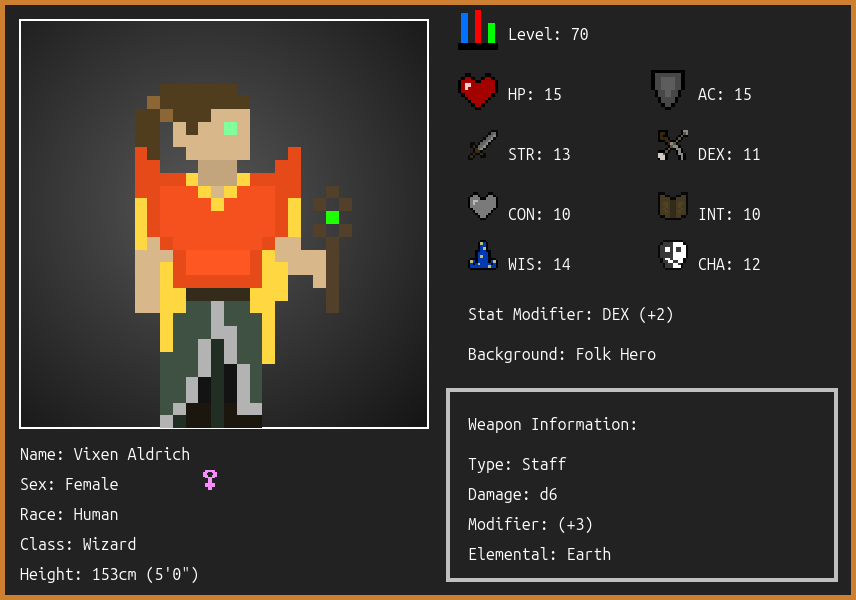 Level: 70
HP: 15
AC: 15
STR: 13
DEX: 11
CON: 10
INT: 10
WIS: 14
CHA: 12
Stat Modifier: DEX (+2)
Background: Folk Hero
Weapon Information:
Type: Staff
Damage: d6
Modifier: (+3)
Elemental: Earth
Name: Vixen Aldrich
Sex: Female
Race: Human
Class: Wizard
Height: 153cm (5'0")